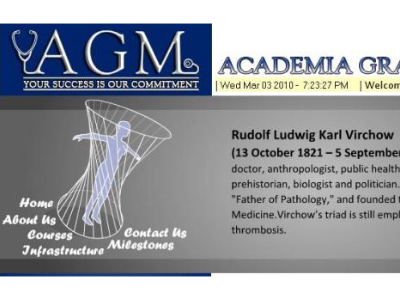 AGM
YOUR SUCCESS IS OUR COMMITMENT
ACADEMIA
| Wed Mar 03 2010 - 7:23:27 PM | Welcom
Rudolf Ludwig Karl Virchow
(13 October 1821 – 5 September
doctor, anthropologist, public health
prehistorian, biologist and politician.
"Father of Pathology," and founded
Medicine.Virchow's triad is still
thrombosis.
Home
About Us
Courses
Infrastructure
Contact Us
Milestones